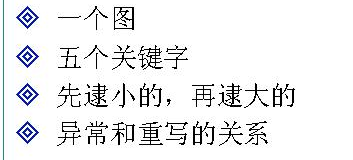 一个图
五个关键字
先逮小的，再逮大的
异常和重写的关系